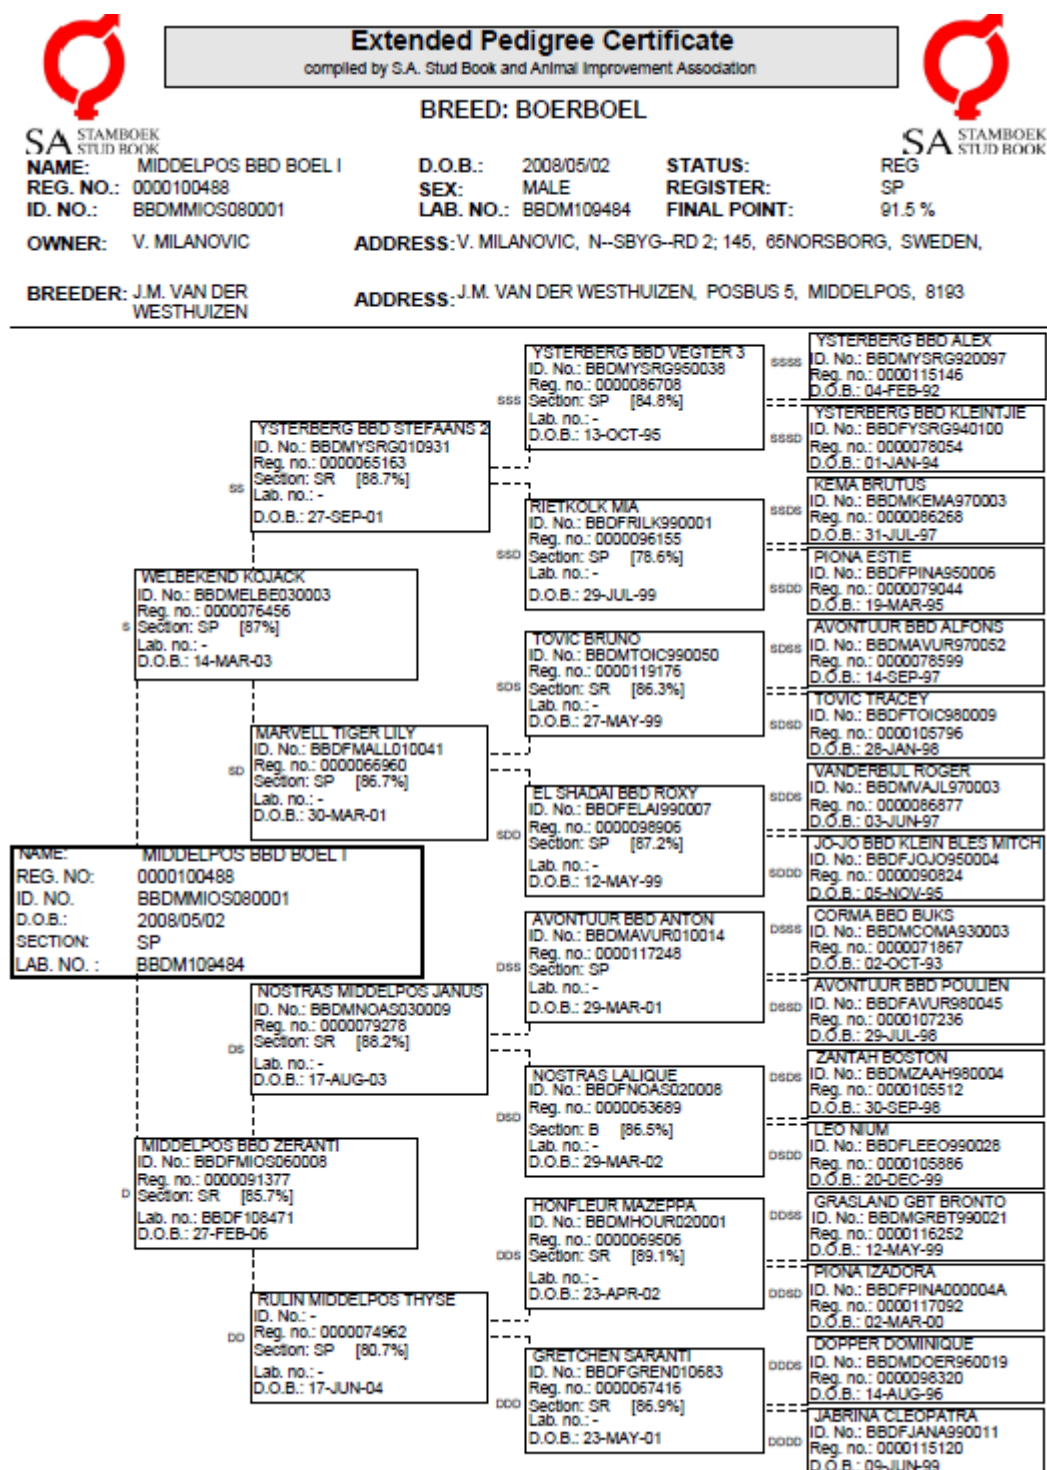 Extended Pedigree Certificate
compiled by S.A. Stud Book and Animal Improvement Association
BREED: BOERBOEL
SA STAMBOEK STUD BOOK
SA STAMBOEK STUD BOOK
NAME: MIDDELPOS BBD BOEL I D.O.B.: 2008/05/02 STATUS: REG
REG. NO.: 0000100488 SEX: MALE REGISTER: SP
ID. NO.: BBDMMIOS080001 LAB. NO.: BBDM109484 FINAL POINT: 91.5 %
OWNER: V. MILANOVIC ADDRESS: V. MILANOVIC, N--SBYG--RD 2; 145, 65NORSBORG, SWEDEN,
BREEDER: J.M. VAN DER WESTHUIZEN ADDRESS: J.M. VAN DER WESTHUIZEN, POSBUS 5, MIDDELPOS, 8193
NAME: MIDDELPOS BBD BOEL I
REG. NO: 0000100488
ID. NO. BBDMMIOS080001
D.O.B.: 2008/05/02
SECTION: SP
LAB. NO. : BBDM109484
S
WELBEKEND KOJACK
ID. No.: BBDMELBE030003
Reg. no.: 0000076456
Section: SP [87%]
Lab. no.: -
D.O.B.: 14-MAR-03
D
MIDDELPOS BBD ZERANTI
ID. No.: BBDFMIOS060008
Reg. no.: 0000091377
Section: SR [85.7%]
Lab. no.: BBDF108471
D.O.B.: 27-FEB-06
SS
YSTERBERG BBD STEFAANS 2
ID. No.: BBDMYSRG010931
Reg. no.: 0000065163
Section: SR [88.7%]
Lab. no.: -
D.O.B.: 27-SEP-01
SD
MARVELL TIGER LILY
ID. No.: BBDFMALL010041
Reg. no.: 0000066960
Section: SP [86.7%]
Lab. no.: -
D.O.B.: 30-MAR-01
DS
NOSTRAS MIDDELPOS JANUS
ID. No.: BBDMNOAS030009
Reg. no.: 0000079278
Section: SR [88.2%]
Lab. no.: -
D.O.B.: 17-AUG-03
DD
RULIN MIDDELPOS THYSE
ID. No.: -
Reg. no.: 0000074962
Section: SP [80.7%]
Lab. no.: -
D.O.B.: 17-JUN-04
SSS
YSTERBERG BBD VEGTER 3
ID. No.: BBDMYSRG950038
Reg. no.: 0000086708
Section: SP [84.8%]
Lab. no.: -
D.O.B.: 13-OCT-95
SSD
RIETKOLK MIA
ID. No.: BBDFRILK990001
Reg. no.: 0000096155
Section: SP [78.6%]
Lab. no.: -
D.O.B.: 29-JUL-99
SDS
TOVIC BRUNO
ID. No.: BBDMTOIC990050
Reg. no.: 0000119176
Section: SR [86.3%]
Lab. no.: -
D.O.B.: 27-MAY-99
SDD
EL SHADAI BBD ROXY
ID. No.: BBDFELAI990007
Reg. no.: 0000098906
Section: SP [87.2%]
Lab. no.: -
D.O.B.: 12-MAY-99
DSS
AVONTUUR BBD ANTON
ID. No.: BBDMAVUR010014
Reg. no.: 0000117248
Section: SP
Lab. no.: -
D.O.B.: 29-MAR-01
DSD
NOSTRAS LALIQUE
ID. No.: BBDFNOAS020008
Reg. no.: 0000063689
Section: B [86.5%]
Lab. no.: -
D.O.B.: 29-MAR-02
DDS
HONFLEUR MAZEPPA
ID. No.: BBDMHOUR020001
Reg. no.: 0000069506
Section: SR [89.1%]
Lab. no.: -
D.O.B.: 23-APR-02
DDD
GRETCHEN SARANTI
ID. No.: BBDFGREN010683
Reg. no.: 0000067416
Section: SR [86.9%]
Lab. no.: -
D.O.B.: 23-MAY-01
SSSS
YSTERBERG BBD ALEX
ID. No.: BBDMYSRG920097
Reg. no.: 0000115146
D.O.B.: 04-FEB-92
SSSD
YSTERBERG BBD KLEINTJIE
ID. No.: BBDFYSRG940100
Reg. no.: 0000078054
D.O.B.: 01-JAN-94
SSDS
KEMA BRUTUS
ID. No.: BBDMKEMA970003
Reg. no.: 0000086268
D.O.B.: 31-JUL-97
SSDD
PIONA ESTIE
ID. No.: BBDFPINA950006
Reg. no.: 0000079044
D.O.B.: 19-MAR-95
SDSS
AVONTUUR BBD ALFONS
ID. No.: BBDMAVUR970052
Reg. no.: 0000078599
D.O.B.: 14-SEP-97
SDSD
TOVIC TRACEY
ID. No.: BBDFTOIC980009
Reg. no.: 0000105796
D.O.B.: 28-JAN-98
SDDS
VANDERBIJL ROGER
ID. No.: BBDMVAJL970003
Reg. no.: 0000086877
D.O.B.: 03-JUN-97
SDDD
JO-JO BBD KLEIN BLES MITCH
ID. No.: BBDFJOJO950004
Reg. no.: 0000090824
D.O.B.: 05-NOV-95
DSSS
CORMA BBD BUKS
ID. No.: BBDMCOMA930003
Reg. no.: 0000071867
D.O.B.: 02-OCT-93
DSSD
AVONTUUR BBD POULIEN
ID. No.: BBDFAVUR980045
Reg. no.: 0000107236
D.O.B.: 29-JUL-98
DSDS
ZANTAH BOSTON
ID. No.: BBDMZAAH980004
Reg. no.: 0000105512
D.O.B.: 30-SEP-98
DSDD
LEO NIUM
ID. No.: BBDFLEEO990028
Reg. no.: 0000105886
D.O.B.: 20-DEC-99
DDSS
GRASLAND GBT BRONTO
ID. No.: BBDMGRBT990021
Reg. no.: 0000116252
D.O.B.: 12-MAY-99
DDSD
PIONA IZADORA
ID. No.: BBDFPINA000004A
Reg. no.: 0000117092
D.O.B.: 02-MAR-00
DDDS
DOPPER DOMINIQUE
ID. No.: BBDMDOER960019
Reg. no.: 0000098320
D.O.B.: 14-AUG-96
DDDD
JABRINA CLEOPATRA
ID. No.: BBDFJANA990011
Reg. no.: 0000115120
D.O.B.: 09-JUN-99